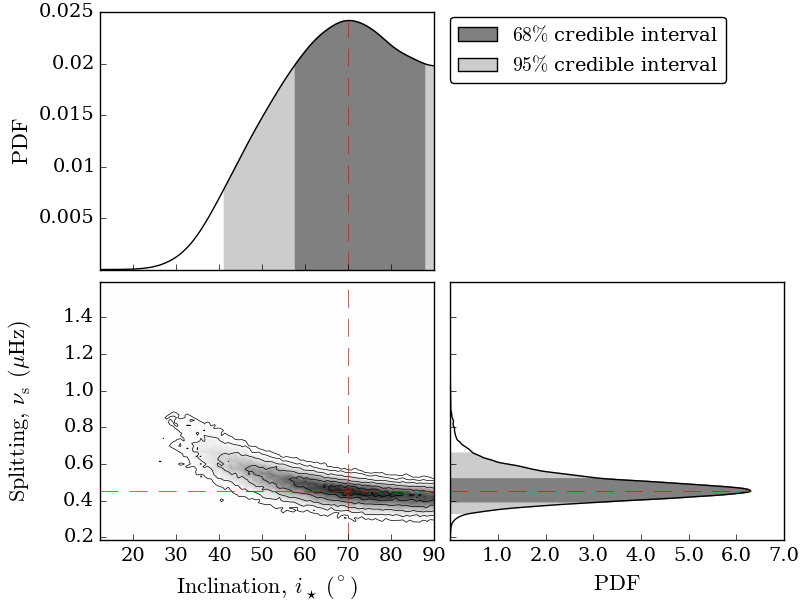 0.025
0.02
0.015
0.01
0.005
PDF
68% credible interval
95% credible interval
1.4
1.2
1.0
0.8
0.6
0.4
0.2
Splitting, νs (μHz)
20 30 40 50 60 70 80 90
Inclination, i⋆ (°)
1.0 2.0 3.0 4.0 5.0 6.0 7.0
PDF